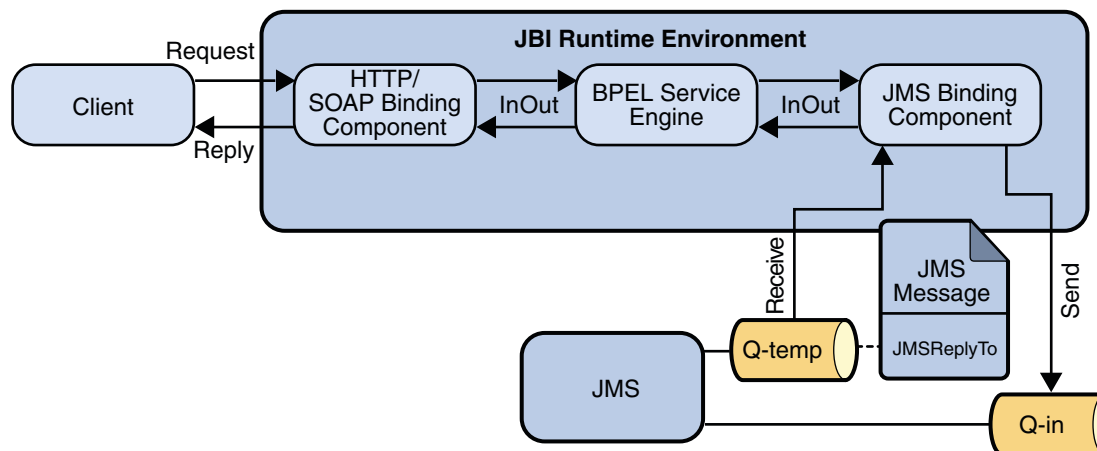 JBI Runtime Environment
Request
Client
Reply
HTTP/
SOAP Binding
Component
InOut
BPEL Service
Engine
InOut
JMS Binding
Component
Receive
JMS
Message
JMSReplyTo
Send
Q-temp
JMS
Q-in